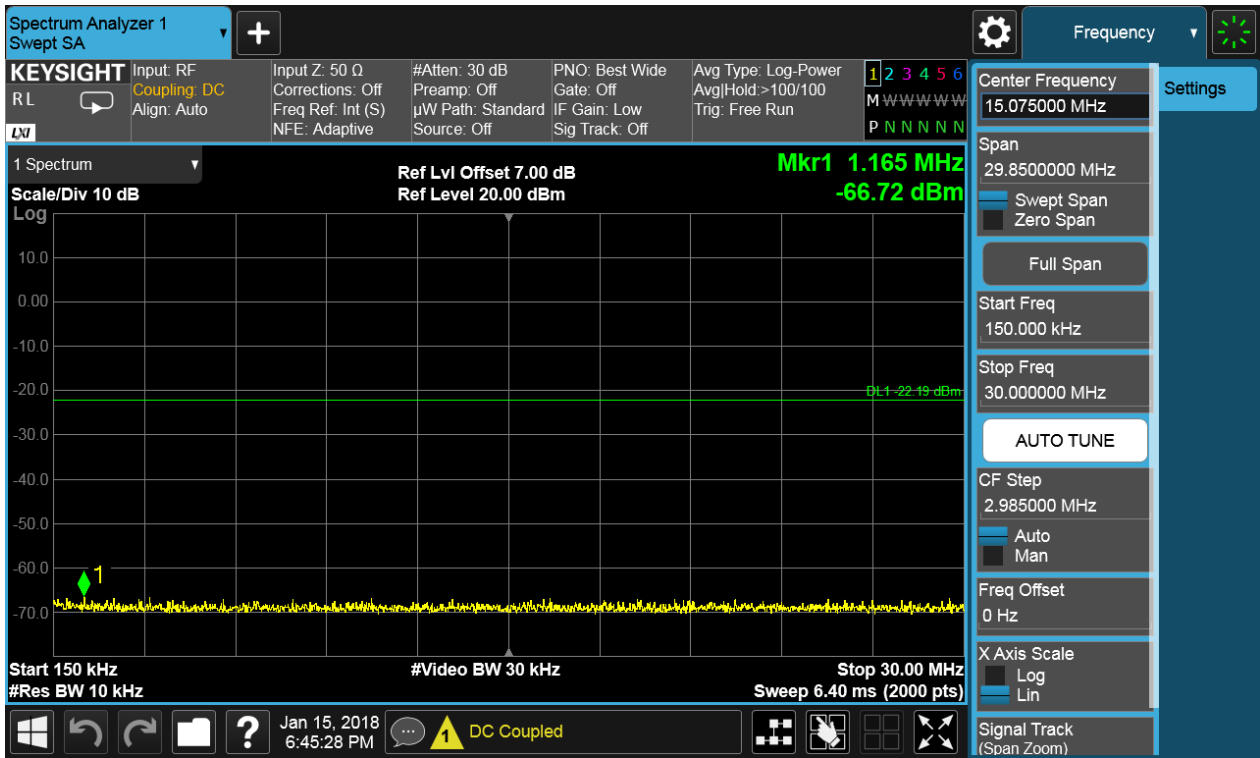 Spectrum Analyzer 1
Swept SA
+
Frequency
KEYSIGHT
RL
LXI
Input: RF
Coupling: DC
Align: Auto
Input Z: 50 Ω
Corrections: Off
Freq Ref: Int (S)
NFE: Adaptive
#Atten: 30 dB
Preamp: Off
µW Path: Standard
Source: Off
PNO: Best Wide
Gate: Off
IF Gain: Low
Sig Track: Off
Avg Type: Log-Power
Avg|Hold:>100/100
Trig: Free Run
1 2 3 4 5 6
M W W W W W
P N N N N N
1 Spectrum
Scale/Div 10 dB
Log
Ref Lvl Offset 7.00 dB
Ref Level 20.00 dBm
Mkr1 1.165 MHz
-66.72 dBm
10.0
0.00
-10.0
-20.0
-30.0
-40.0
-50.0
-60.0
-70.0
DL1 -22.19 dBm
1
Start 150 kHz
#Res BW 10 kHz
#Video BW 30 kHz
Stop 30.00 MHz
Sweep 6.40 ms (2000 pts)
Center Frequency
15.075000 MHz
Span
29.8500000 MHz
Swept Span
Zero Span
Full Span
Start Freq
150.000 kHz
Stop Freq
30.000000 MHz
AUTO TUNE
CF Step
2.985000 MHz
Auto
Man
Freq Offset
0 Hz
X Axis Scale
Log
Lin
Signal Track
(Span Zoom)
Settings
?
Jan 15, 2018
6:45:28 PM
1
DC Coupled